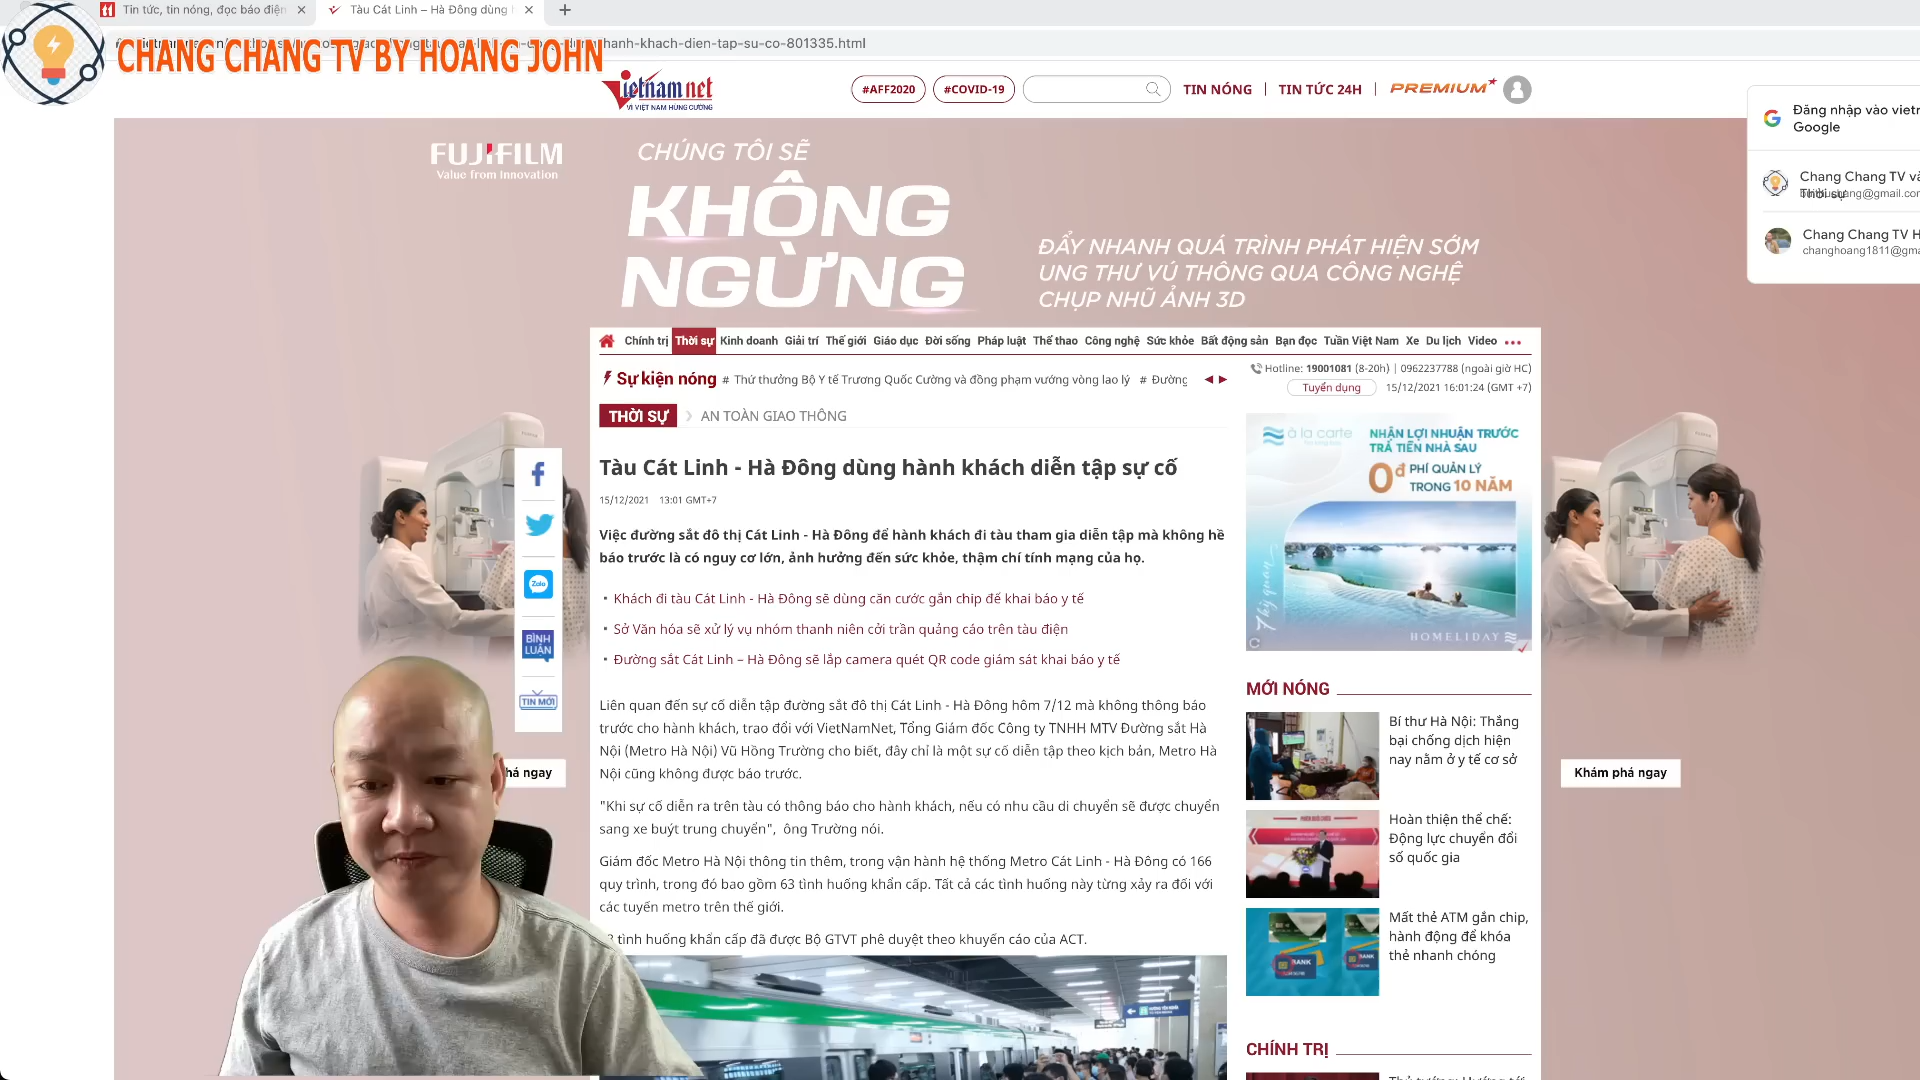 Tin tức, tin nóng, đọc báo điện
Tàu Cát Linh – Hà Đông dùng
hanh-khach-dien-tap-su-co-801335.html
CHANG CHANG TV BY HOANG JOHN
vietnamnet
VÌ VIỆT NAM HÙNG CƯỜNG
#AFF2020
#COVID-19
TIN NÓNG
TIN TỨC 24H
PREMIUM
Đăng nhập vào
Google
Chang Chang TV
Chang Chang TV H
changhoang1811@gma
FUJIFILM
Value from Innovation
CHÚNG TÔI SẼ
KHÔNG
NGỪNG
ĐẨY NHANH QUÁ TRÌNH PHÁT HIỆN SỚM
UNG THƯ VÚ THÔNG QUA CÔNG NGHỆ
CHỤP NHŨ ẢNH 3D
Chính trị Thời sự Kinh doanh Giải trí Thế giới Giáo dục Đời sống Pháp luật Thể thao Công nghệ Sức khỏe Bất động sản Bạn đọc Tuần Việt Nam Xe Du lịch Video
Sự kiện nóng # Thứ thưởng Bộ Y tế Trương Quốc Cường và đồng phạm vướng vòng lao lý # Đường
Hotline: 19001081 (8-20h) | 0962237788 (ngoài giờ HC)
Tuyển dụng 15/12/2021 16:01:24 (GMT +7)
THỜI SỰ AN TOÀN GIAO THÔNG
Tàu Cát Linh - Hà Đông dùng hành khách diễn tập sự cố
15/12/2021 13:01 GMT+7
Việc đường sắt đô thị Cát Linh - Hà Đông để hành khách đi tàu tham gia diễn tập mà không hề
báo trước là có nguy cơ lớn, ảnh hưởng đến sức khỏe, thậm chí tính mạng của họ.
Khách đi tàu Cát Linh - Hà Đông sẽ dùng căn cước gắn chip để khai báo y tế
Sở Văn hóa sẽ xử lý vụ nhóm thanh niên cởi trần quảng cáo trên tàu điện
Đường sắt Cát Linh – Hà Đông sẽ lắp camera quét QR code giám sát khai báo y tế
Liên quan đến sự cố diễn tập đường sắt đô thị Cát Linh - Hà Đông hôm 7/12 mà không thông báo
trước cho hành khách, trao đổi với VietNamNet, Tổng Giám đốc Công ty TNHH MTV Đường sắt Hà
Nội (Metro Hà Nội) Vũ Hồng Trường cho biết, đây chỉ là một sự cố diễn tập theo kịch bản, Metro Hà
Nội cũng không được báo trước.
"Khi sự cố diễn ra trên tàu có thông báo cho hành khách, nếu có nhu cầu di chuyển sẽ được chuyển
sang xe buýt trung chuyển", ông Trường nói.
Giám đốc Metro Hà Nội thông tin thêm, trong vận hành hệ thống Metro Cát Linh - Hà Đông có 166
quy trình, trong đó bao gồm 63 tình huống khẩn cấp. Tất cả các tình huống này từng xảy ra đối với
các tuyến metro trên thế giới.
tình huống khẩn cấp đã được Bộ GTVT phê duyệt theo khuyến cáo của ACT.
Zalo
BÌNH
LUẬN
TIN MỚI
há ngay
à la carte
NHẬN LỢI NHUẬN TRƯỚC
TRẢ TIỀN NHÀ SAU
0đ PHÍ QUẢN LÝ
TRONG 10 NĂM
7 kỳ quan
HOMELIDAY
MỚI NÓNG
Bí thư Hà Nội: Thắng
bại chống dịch hiện
nay nằm ở y tế cơ sở
Hoàn thiện thể chế:
Động lực chuyển đổi
số quốc gia
Mất thẻ ATM gắn chip,
hành động để khóa
thẻ nhanh chóng
BANK
BANK
Khám phá ngay
CHÍNH TRỊ